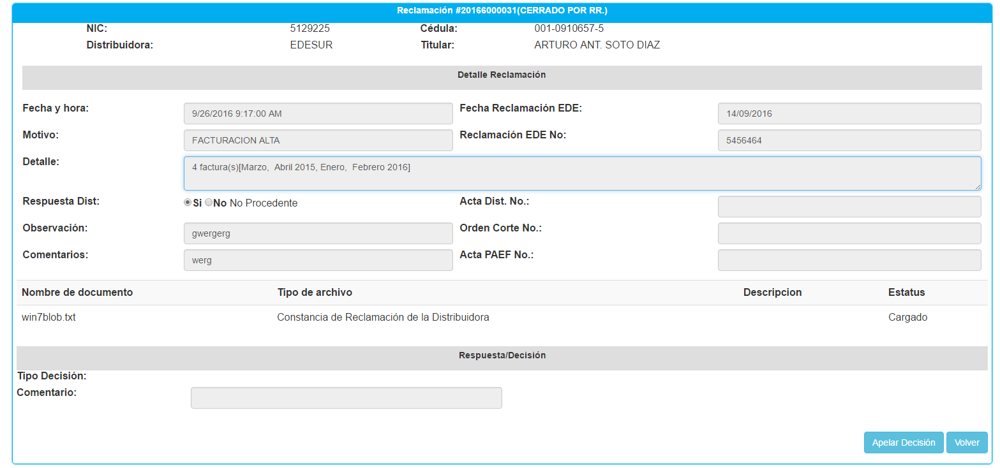 Reclamación #20166000031(CERRADO POR RR.)
NIC: 5129225 Cédula: 001-0910657-5
Distribuidora: EDESUR Titular: ARTURO ANT. SOTO DIAZ
Detalle Reclamación
Fecha y hora: 9/26/2016 9:17:00 AM Fecha Reclamación EDE: 14/09/2016
Motivo: FACTURACION ALTA Reclamación EDE No: 5456464
Detalle: 4 factura(s)[Marzo, Abril 2015, Enero, Febrero 2016]
Respuesta Dist: Si No No Procedente Acta Dist. No.:
Observación: gwergerg Orden Corte No.:
Comentarios: werg Acta PAEF No.:
Nombre de documento Tipo de archivo Descripcion Estatus
win7blob.txt Constancia de Reclamación de la Distribuidora Cargado
Respuesta/Decisión
Tipo Decisión:
Comentario:
Apelar Decisión Volver